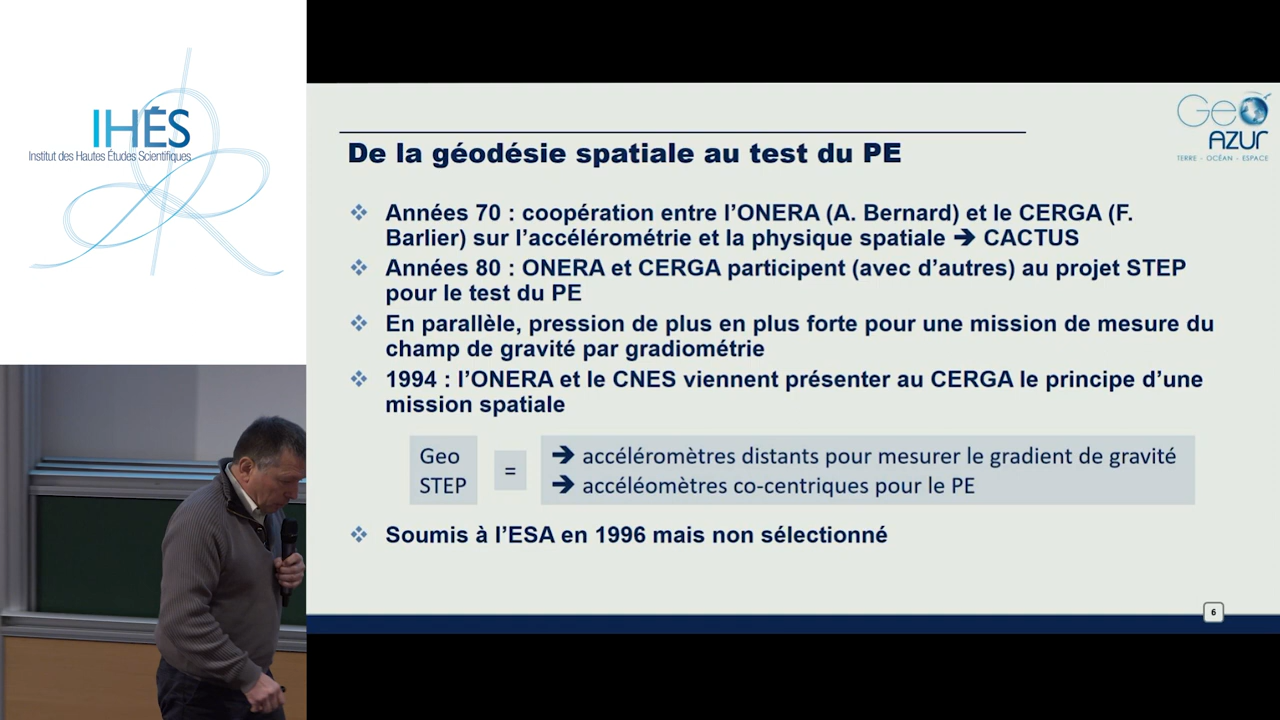 IHÉS
Institut des Hautes Études Scientifiques
Geo
AZUR
TERRE - OCÉAN - ESPACE
De la géodésie spatiale au test du PE
❖ Années 70 : coopération entre l’ONERA (A. Bernard) et le CERGA (F.
Barlier) sur l’accélérométrie et la physique spatiale ➔ CACTUS
❖ Années 80 : ONERA et CERGA participent (avec d’autres) au projet STEP
pour le test du PE
❖ En parallèle, pression de plus en plus forte pour une mission de mesure du
champ de gravité par gradiométrie
❖ 1994 : l’ONERA et le CNES viennent présenter au CERGA le principe d’une
mission spatiale
Geo
STEP
=
➔ accéléromètres distants pour mesurer le gradient de gravité
➔ accéléomètres co-centriques pour le PE
❖ Soumis à l’ESA en 1996 mais non sélectionné
6